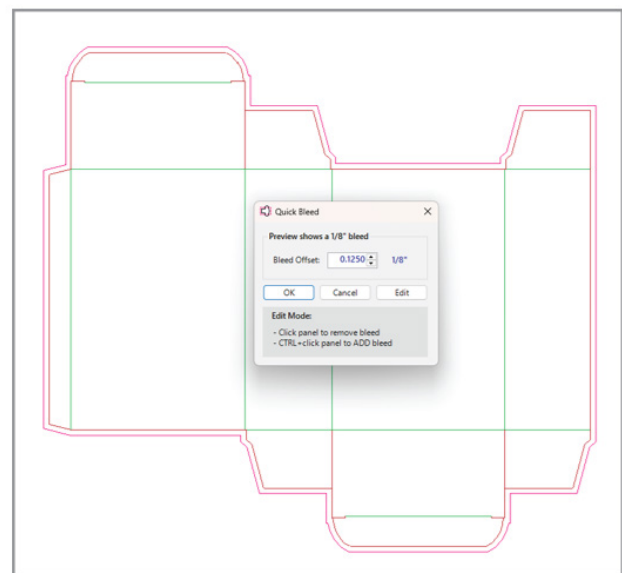 Quick Bleed
Preview shows a 1/8" bleed
Bleed Offset: 0.1250 1/8"
OK Cancel Edit
Edit Mode:
- Click panel to remove bleed
- CTRL+click panel to ADD bleed